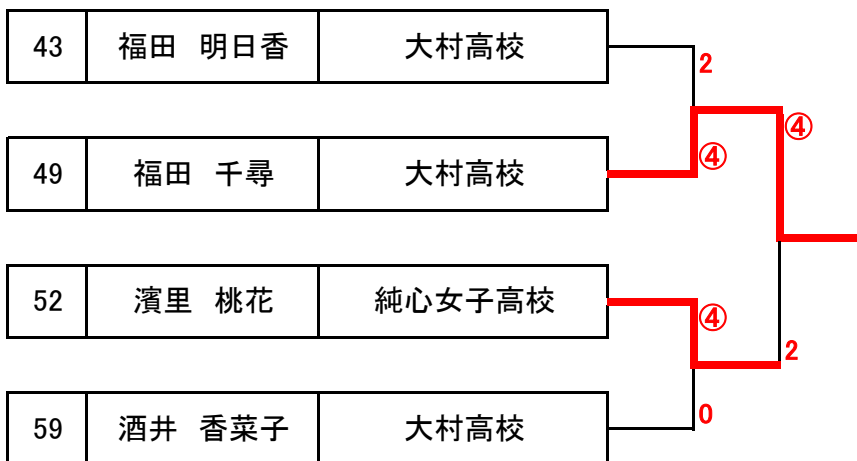 43 福田 明日香 大村高校
2
④
49 福田 千尋 大村高校
④
52 濱里 桃花 純心女子高校
④
2
59 酒井 香菜子 大村高校
0